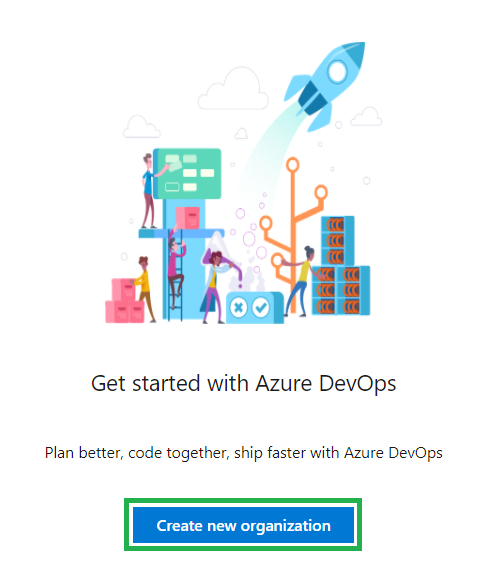 Get started with Azure DevOps
Plan better, code together, ship faster with Azure DevOps
Create new organization